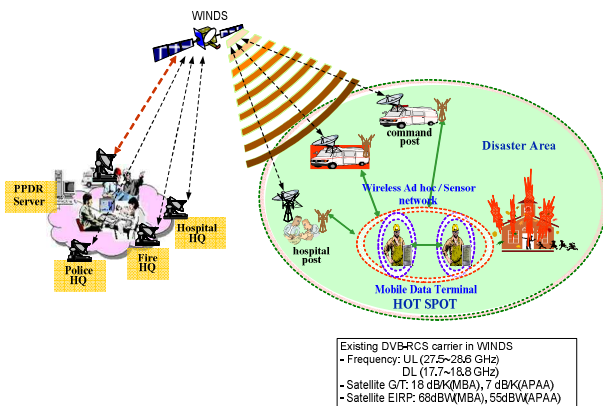 WINDS
command
post
Disaster Area
PPDR
Server
Wireless Ad hoc / Sensor
network
Hospital
HQ
hospital
post
Fire
HQ
Police
HQ
Mobile Data Terminal
HOT SPOT
Existing DVB-RCS carrier in WINDS
- Frequency: UL (27.5~28.6 GHz)
DL (17.7~18.8 GHz)
- Satellite G/T: 18 dB/K(MBA), 7 dB/K(APAA)
- Satellite EIRP: 68dBW(MBA), 55dBW(APAA)